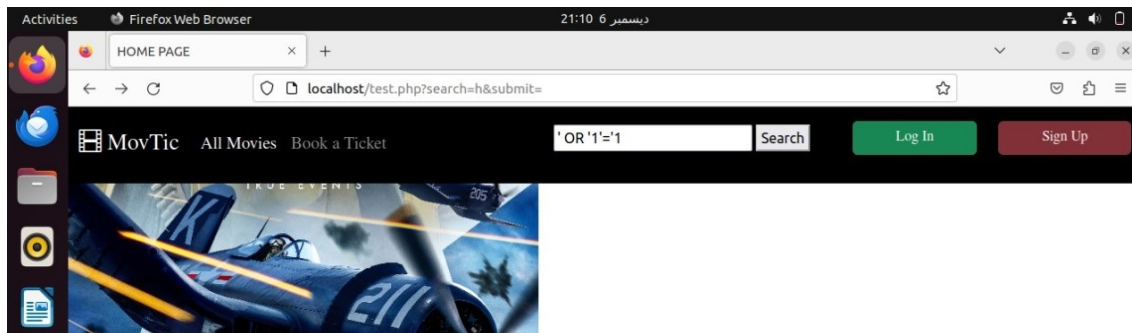 Activities Firefox Web Browser 21:10 6 ديسمبر
HOME PAGE
localhost/test.php?search=h&submit=
MovTic All Movies Book a Ticket ' OR '1'='1 Search Log In Sign Up
TRUE EVENTS
K
205
211